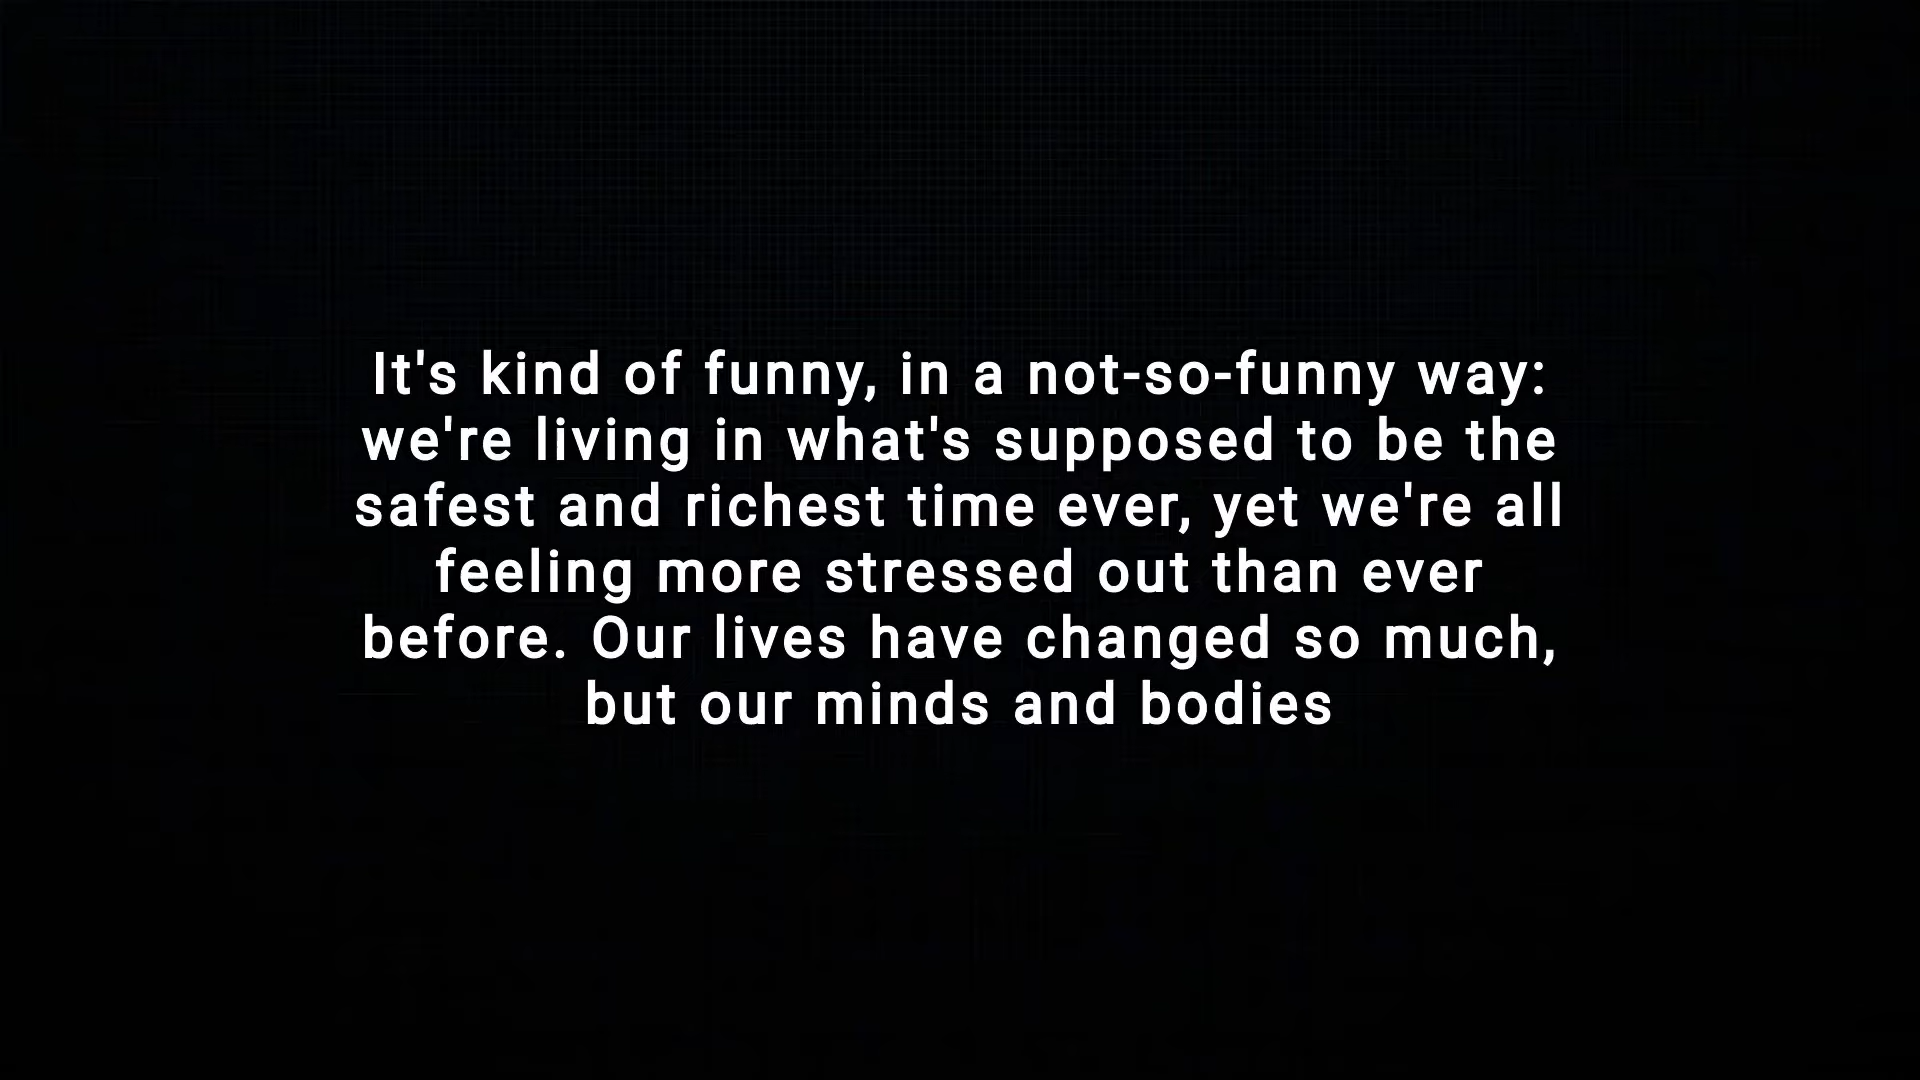 It's kind of funny, in a not-so-funny way:
we're living in what's supposed to be the
safest and richest time ever, yet we're all
feeling more stressed out than ever
before. Our lives have changed so much,
but our minds and bodies